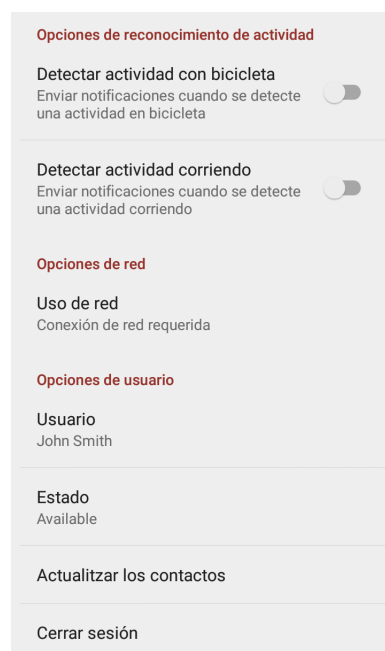 Opciones de reconocimiento de actividad
Detectar actividad con bicicleta
Enviar notificaciones cuando se detecte
una actividad en bicicleta
Detectar actividad corriendo
Enviar notificaciones cuando se detecte
una actividad corriendo
Opciones de red
Uso de red
Conexión de red requerida
Opciones de usuario
Usuario
John Smith
Estado
Available
Actualitzar los contactos
Cerrar sesión